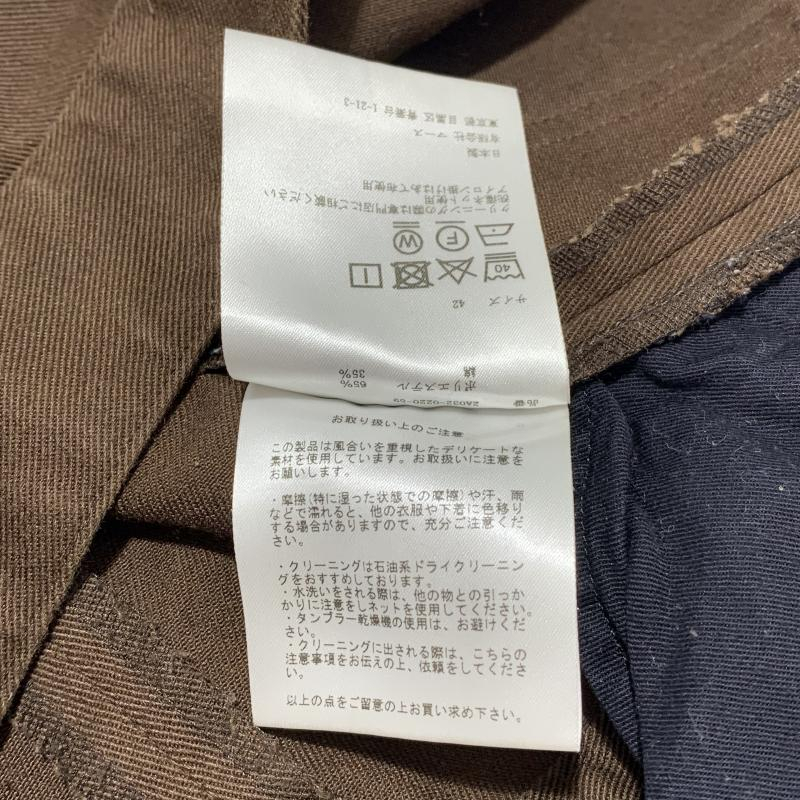 品番 2A032-0220-69
ポリエステル 65%
綿 35%
サイズ 42
40
F W
クリーニングの際は専門店にご相談ください
洗濯ネット使用
アイロン掛けはあて布使用
日本製
有限会社 マース
東京都 目黒区 青葉台 1-21-3
お取り扱い上のご注意
この製品は風合いを重視したデリケートな
素材を使用しています。お取扱いに注意を
お願いします。
・摩擦(特に湿った状態での摩擦)や汗、雨
などで濡れると、他の衣服や下着に色移り
する場合がありますので、充分ご注意くだ
さい。
・クリーニングは石油系ドライクリーニン
グをおすすめしております。
・水洗いをされる際は、他の物との引っか
かりに注意をしネットを使用してください。
・タンブラー乾燥機の使用は、お避けくだ
さい。
・クリーニングに出される際は、こちらの
注意事項をお伝えの上、依頼をしてくださ
い。
以上の点をご留意の上お買い求め下さい。